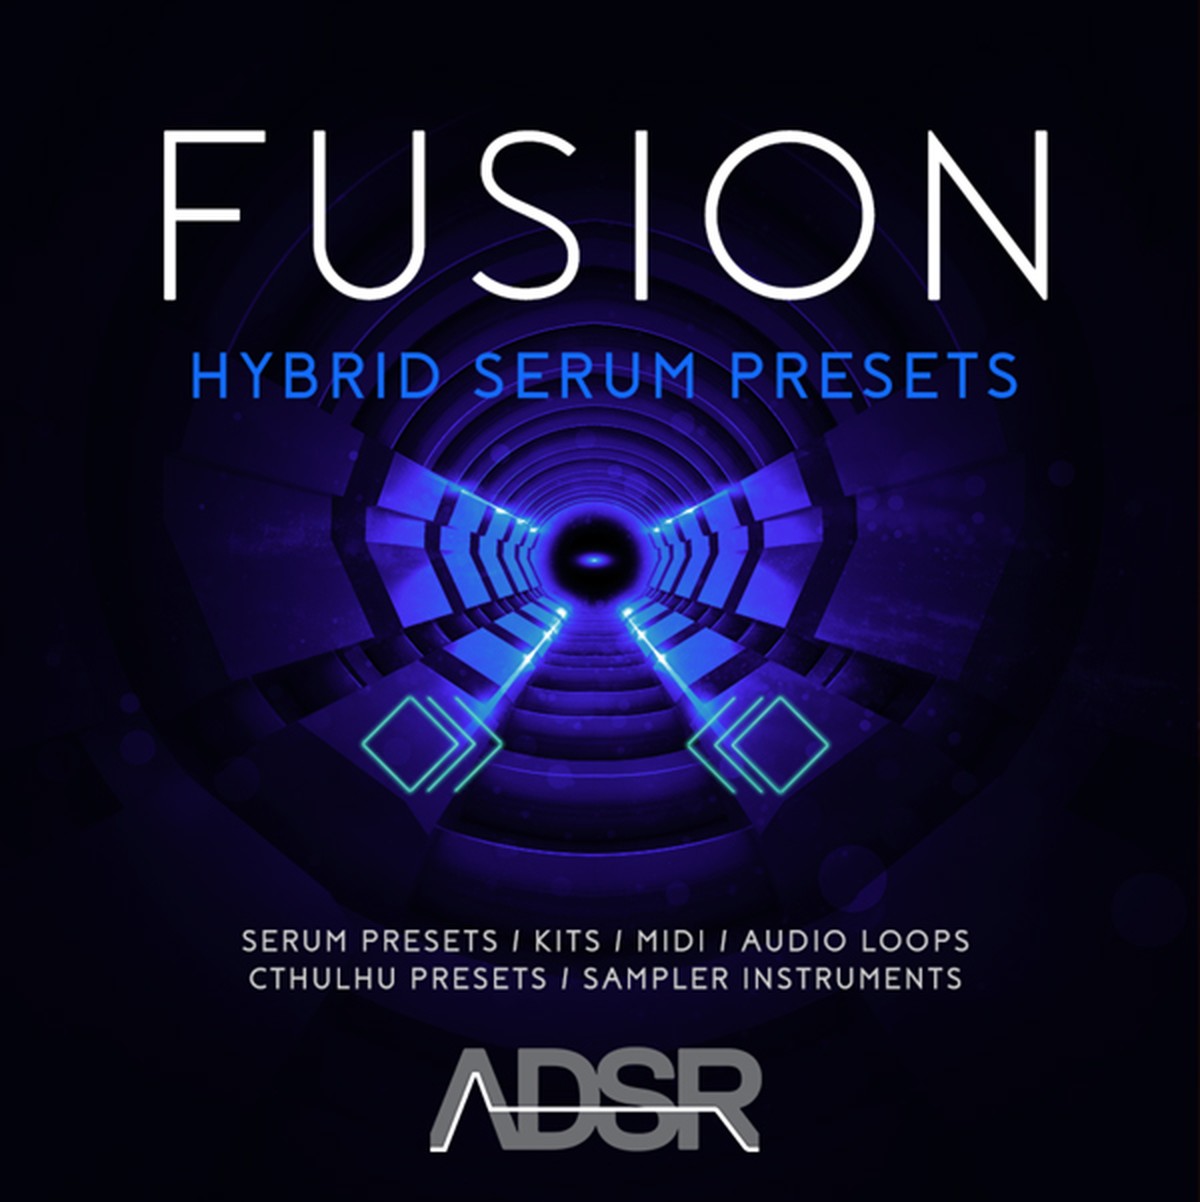 FUSION
HYBRID SERUM PRESETS
SERUM PRESETS / KITS / MIDI / AUDIO LOOPS
CTHULHU PRESETS / SAMPLER INSTRUMENTS
ADSR